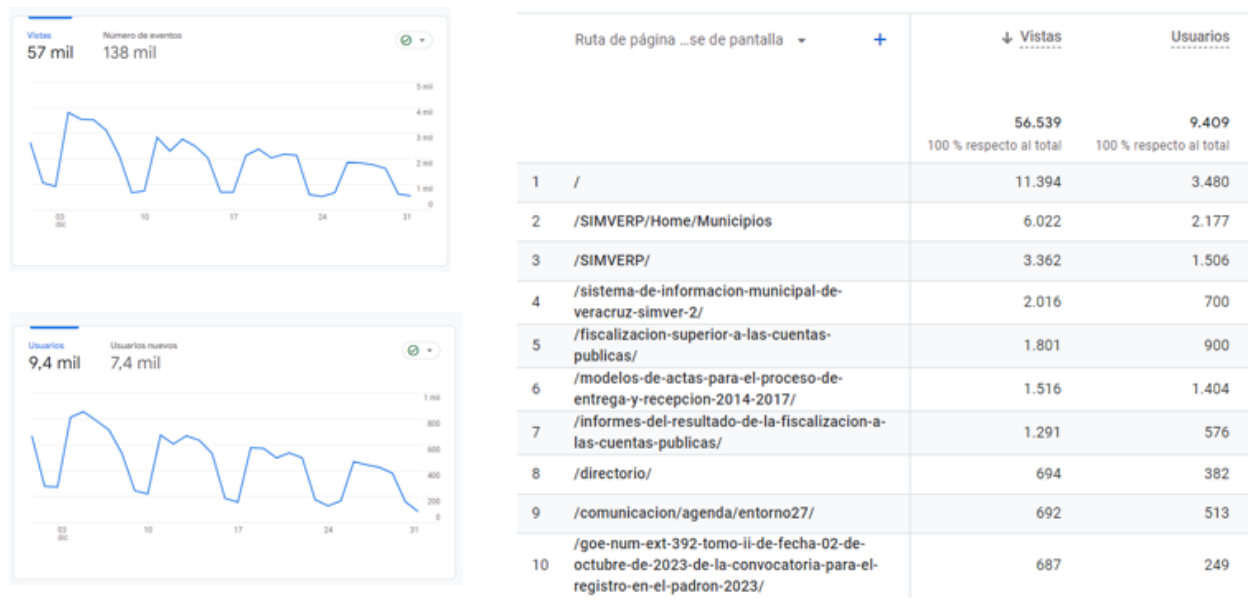 Vistas
57 mil
Número de eventos
138 mil
5 mil
4 mil
3 mil
2 mil
1 mil
0
03
dic
10
17
24
31
Usuarios
9,4 mil
Usuarios nuevos
7,4 mil
1 mil
800
600
400
200
0
03
dic
10
17
24
31
Ruta de página ...se de pantalla + ↓ Vistas Usuarios
56.539 9.409
100 % respecto al total 100 % respecto al total
1 / 11.394 3.480
2 /SIMVERP/Home/Municipios 6.022 2.177
3 /SIMVERP/ 3.362 1.506
4 /sistema-de-informacion-municipal-de-
veracruz-simver-2/ 2.016 700
5 /fiscalizacion-superior-a-las-cuentas-
publicas/ 1.801 900
6 /modelos-de-actas-para-el-proceso-de-
entrega-y-recepcion-2014-2017/ 1.516 1.404
7 /informes-del-resultado-de-la-fiscalizacion-a-
las-cuentas-publicas/ 1.291 576
8 /directorio/ 694 382
9 /comunicacion/agenda/entorno27/ 692 513
10 /goe-num-ext-392-tomo-ii-de-fecha-02-de-
octubre-de-2023-de-la-convocatoria-para-el-
registro-en-el-padron-2023/ 687 249